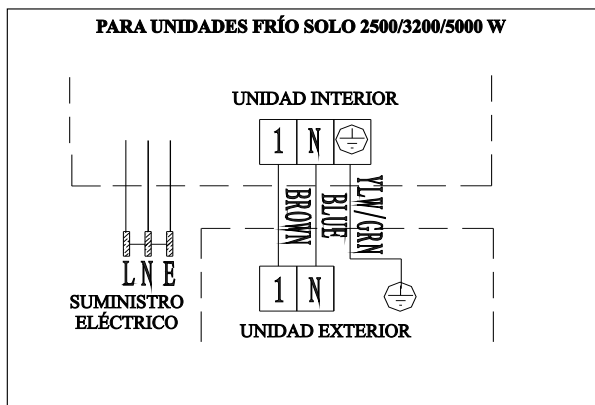 PARA UNIDADES FRÍO SOLO 2500/3200/5000 W
UNIDAD INTERIOR
1 N
BROWN
BLUE
YLW/GRN
L N E
SUMINISTRO
ELÉCTRICO
1 N
UNIDAD EXTERIOR